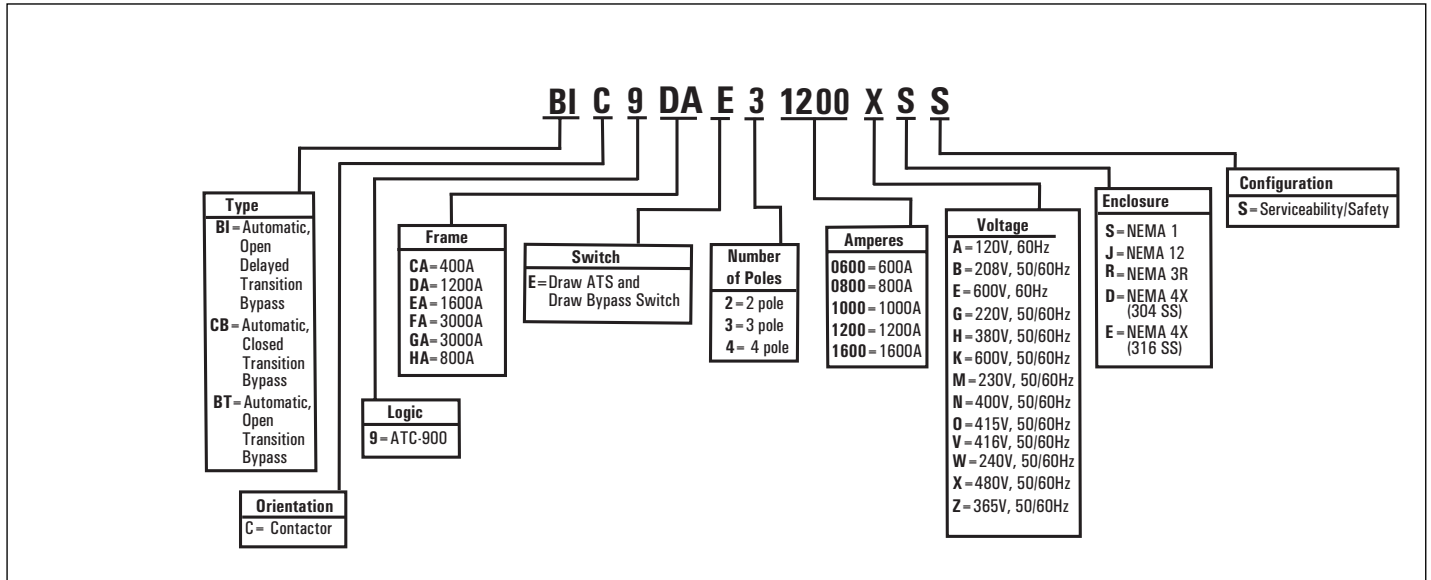 BI C 9 DA E 3 1200 X S S
Type
BI=Automatic,
Open
Delayed
Transition
Bypass
CB=Automatic,
Closed
Transition
Bypass
BT=Automatic,
Open
Transition
Bypass
Orientation
C= Contactor
Logic
9=ATC-900
Frame
CA=400A
DA=1200A
EA=1600A
FA=3000A
GA=3000A
HA=800A
Switch
E=Draw ATS and
Draw Bypass Switch
Number
of Poles
2=2 pole
3=3 pole
4= 4 pole
Amperes
0600=600A
0800=800A
1000=1000A
1200=1200A
1600=1600A
Voltage
A=120V, 60Hz
B=208V, 50/60Hz
E=600V, 60Hz
G=220V, 50/60Hz
H=380V, 50/60Hz
K=600V, 50/60Hz
M=230V, 50/60Hz
N=400V, 50/60Hz
O=415V, 50/60Hz
V=416V, 50/60Hz
W=240V, 50/60Hz
X=480V, 50/60Hz
Z=365V, 50/60Hz
Enclosure
S=NEMA 1
J=NEMA 12
R=NEMA 3R
D=NEMA 4X
(304 SS)
E=NEMA 4X
(316 SS)
Configuration
S=Serviceability/Safety